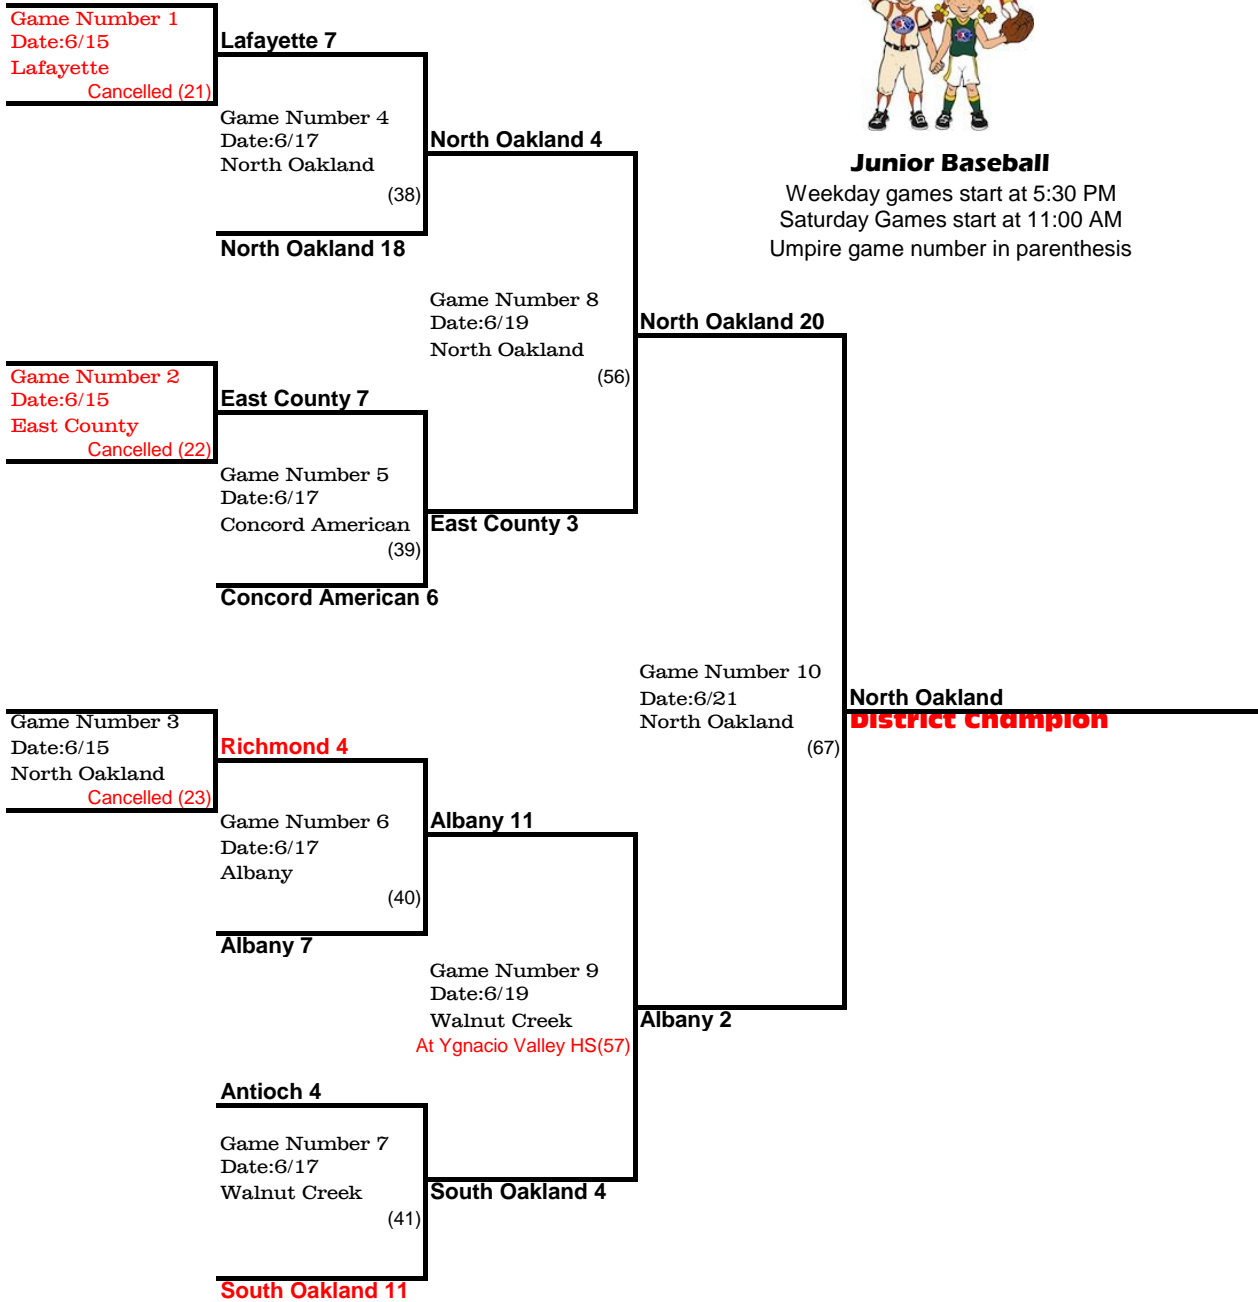 Game Number 1
Date:6/15
Lafayette
Cancelled (21)
Lafayette 7
Game Number 4
Date:6/17
North Oakland
(38)
North Oakland 18
North Oakland 4
Junior Baseball
Weekday games start at 5:30 PM
Saturday Games start at 11:00 AM
Umpire game number in parenthesis
Game Number 8
Date:6/19
North Oakland
(56)
North Oakland 20
Game Number 2
Date:6/15
East County
Cancelled (22)
East County 7
Game Number 5
Date:6/17
Concord American
(39)
Concord American 6
East County 3
Game Number 10
Date:6/21
North Oakland
(67)
North Oakland
District Champion
Game Number 3
Date:6/15
North Oakland
Cancelled (23)
Richmond 4
Game Number 6
Date:6/17
Albany
(40)
Albany 7
Albany 11
Game Number 9
Date:6/19
Walnut Creek
At Ygnacio Valley HS(57)
Albany 2
Antioch 4
Game Number 7
Date:6/17
Walnut Creek
(41)
South Oakland 11
South Oakland 4